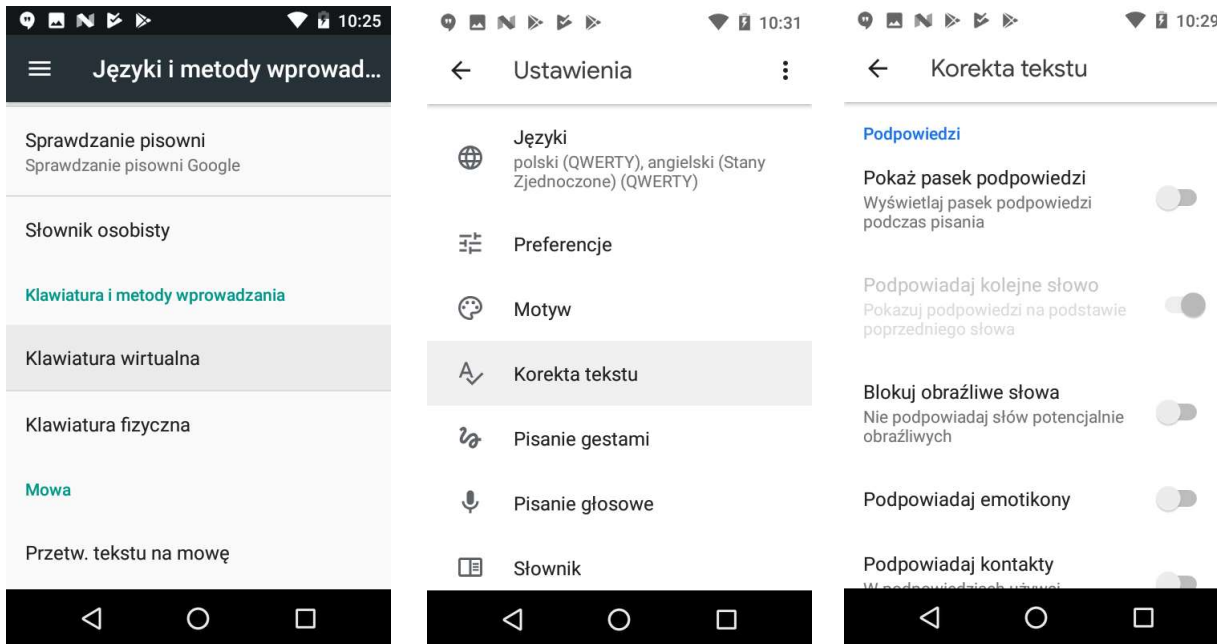 10:25
Języki i metody wprowad...
Sprawdzanie pisowni
Sprawdzanie pisowni Google
Słownik osobisty
Klawiatura i metody wprowadzania
Klawiatura wirtualna
Klawiatura fizyczna
Mowa
Przetw. tekstu na mowę
10:31
Ustawienia
Języki
polski (QWERTY), angielski (Stany
Zjednoczone) (QWERTY)
Preferencje
Motyw
Korekta tekstu
Pisanie gestami
Pisanie głosowe
Słownik
10:29
Korekta tekstu
Podpowiedzi
Pokaż pasek podpowiedzi
Wyświetlaj pasek podpowiedzi
podczas pisania
Podpowiadaj kolejne słowo
Pokazuj podpowiedzi na podstawie
poprzedniego słowa
Blokuj obraźliwe słowa
Nie podpowiadaj słów potencjalnie
obraźliwych
Podpowiadaj emotikony
Podpowiadaj kontakty
W podpowiedziach używaj